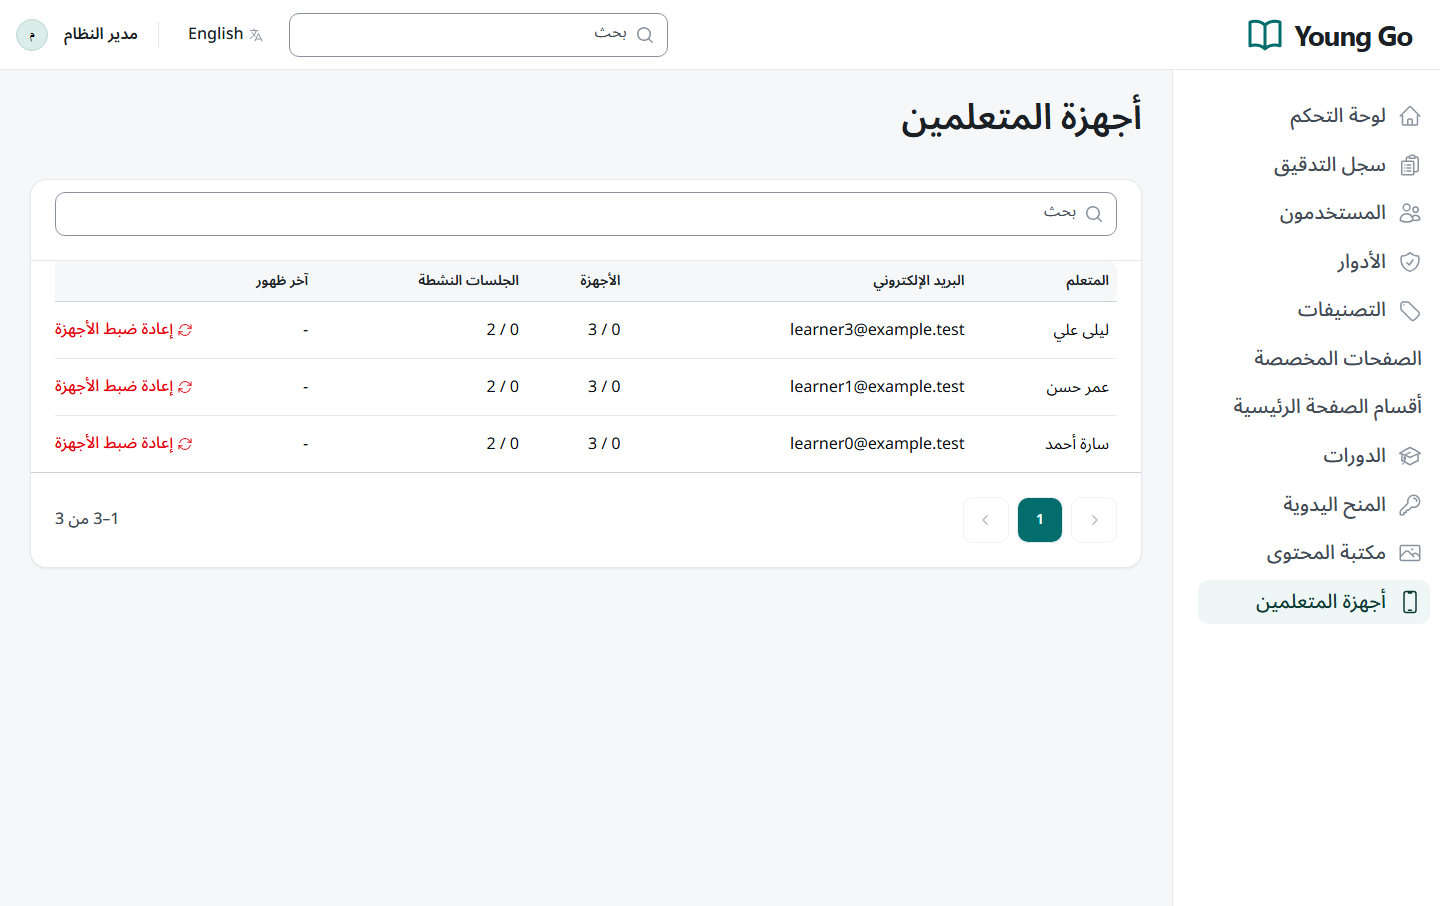 Young Go
بحث
English
مدير النظام
م
لوحة التحكم
سجل التدقيق
المستخدمون
الأدوار
التصنيفات
الصفحات المخصصة
أقسام الصفحة الرئيسية
الدورات
المنح اليدوية
مكتبة المحتوى
أجهزة المتعلمين
أجهزة المتعلمين
بحث
المتعلم البريد الإلكتروني الأجهزة الجلسات النشطة آخر ظهور
ليلى علي learner3@example.test 3 / 0 2 / 0 - إعادة ضبط الأجهزة
عمر حسن learner1@example.test 3 / 0 2 / 0 - إعادة ضبط الأجهزة
سارة أحمد learner0@example.test 3 / 0 2 / 0 - إعادة ضبط الأجهزة
1
1–3 من 3